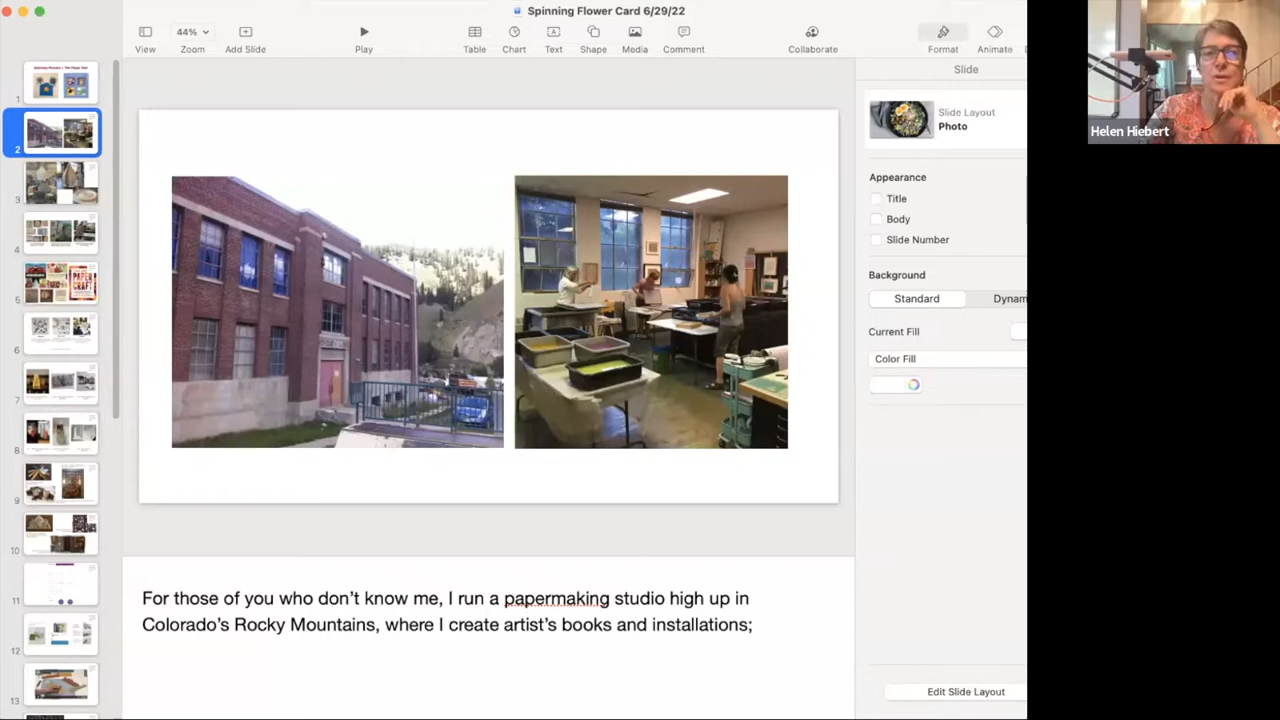 Spinning Flower Card 6/29/22
44%
View
Zoom
Add Slide
Play
Table
Chart
Text
Shape
Media
Comment
Collaborate
Format
Animate
Slide
Slide Layout
Photo
Appearance
Title
Body
Slide Number
Background
Standard
Dynam
Current Fill
Color Fill
Edit Slide Layout
1
2
3
4
5
6
7
8
9
10
11
12
13
PAPER
CRAFT
For those of you who don’t know me, I run a papermaking studio high up in
Colorado’s Rocky Mountains, where I create artist’s books and installations;
Helen Hiebert